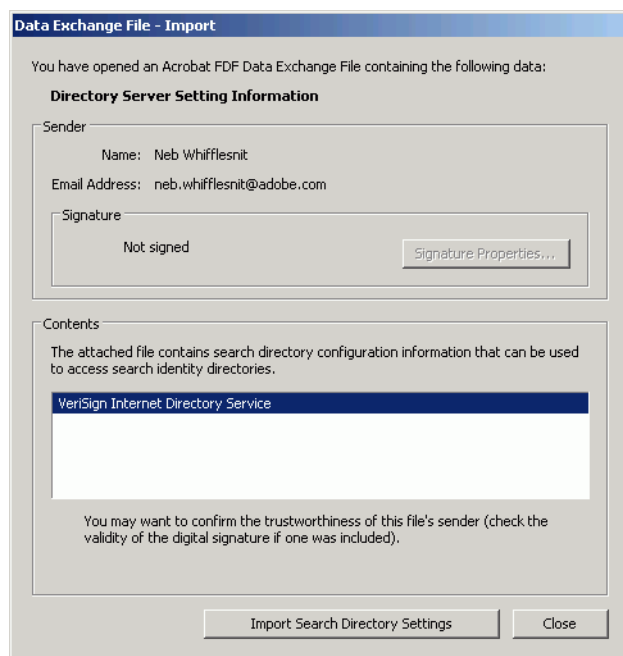 Data Exchange File - Import
You have opened an Acrobat FDF Data Exchange File containing the following data:
Directory Server Setting Information
Sender
Name: Neb Whifflesnit
Email Address: neb.whifflesnit@adobe.com
Signature
Not signed
Signature Properties...
Contents
The attached file contains search directory configuration information that can be used
to access search identity directories.
VeriSign Internet Directory Service
You may want to confirm the trustworthiness of this file's sender (check the
validity of the digital signature if one was included).
Import Search Directory Settings
Close